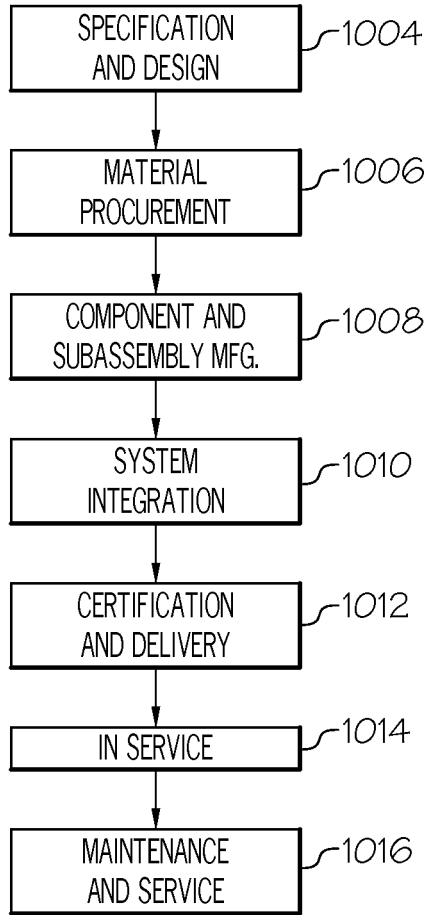 SPECIFICATION
AND DESIGN
1004
MATERIAL
PROCUREMENT
1006
COMPONENT AND
SUBASSEMBLY MFG.
1008
SYSTEM
INTEGRATION
1010
CERTIFICATION
AND DELIVERY
1012
IN SERVICE
1014
MAINTENANCE
AND SERVICE
1016